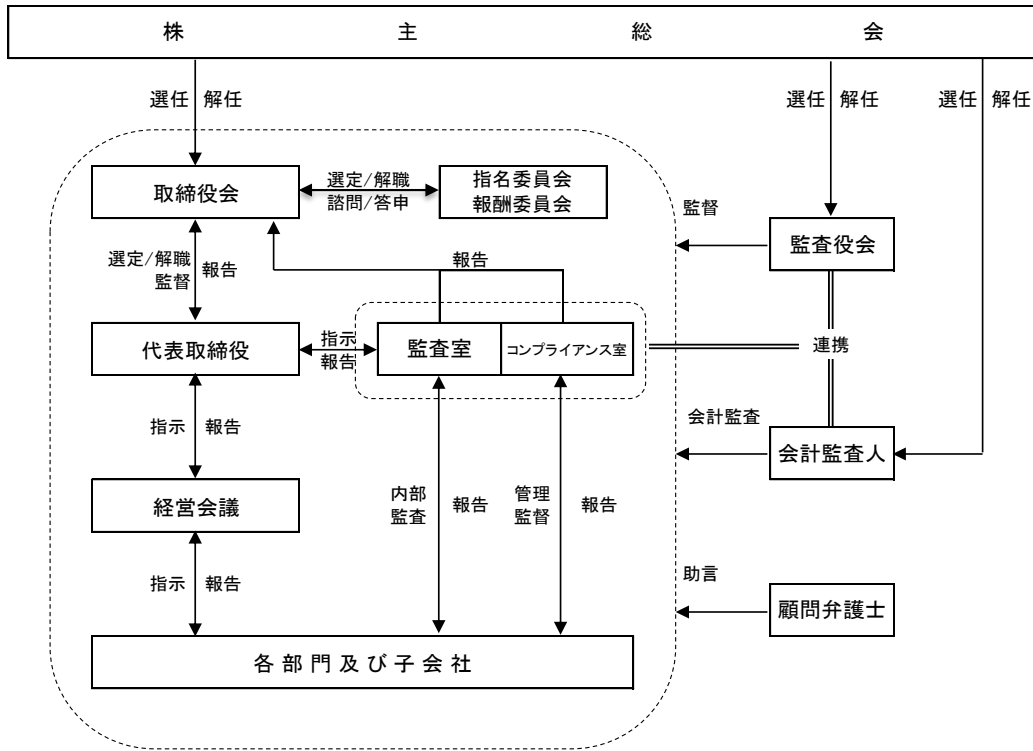 株主総会
選任 解任
選任 解任
選任 解任
取締役会
選定/解職
諮問/答申
指名委員会
報酬委員会
監督
監査役会
選定/解職
監督
報告
報告
代表取締役
指示
報告
監査室
コンプライアンス室
連携
会計監査
会計監査人
指示 報告
経営会議
内部
監査
報告
管理
監督
報告
指示 報告
助言
顧問弁護士
各部門及び子会社